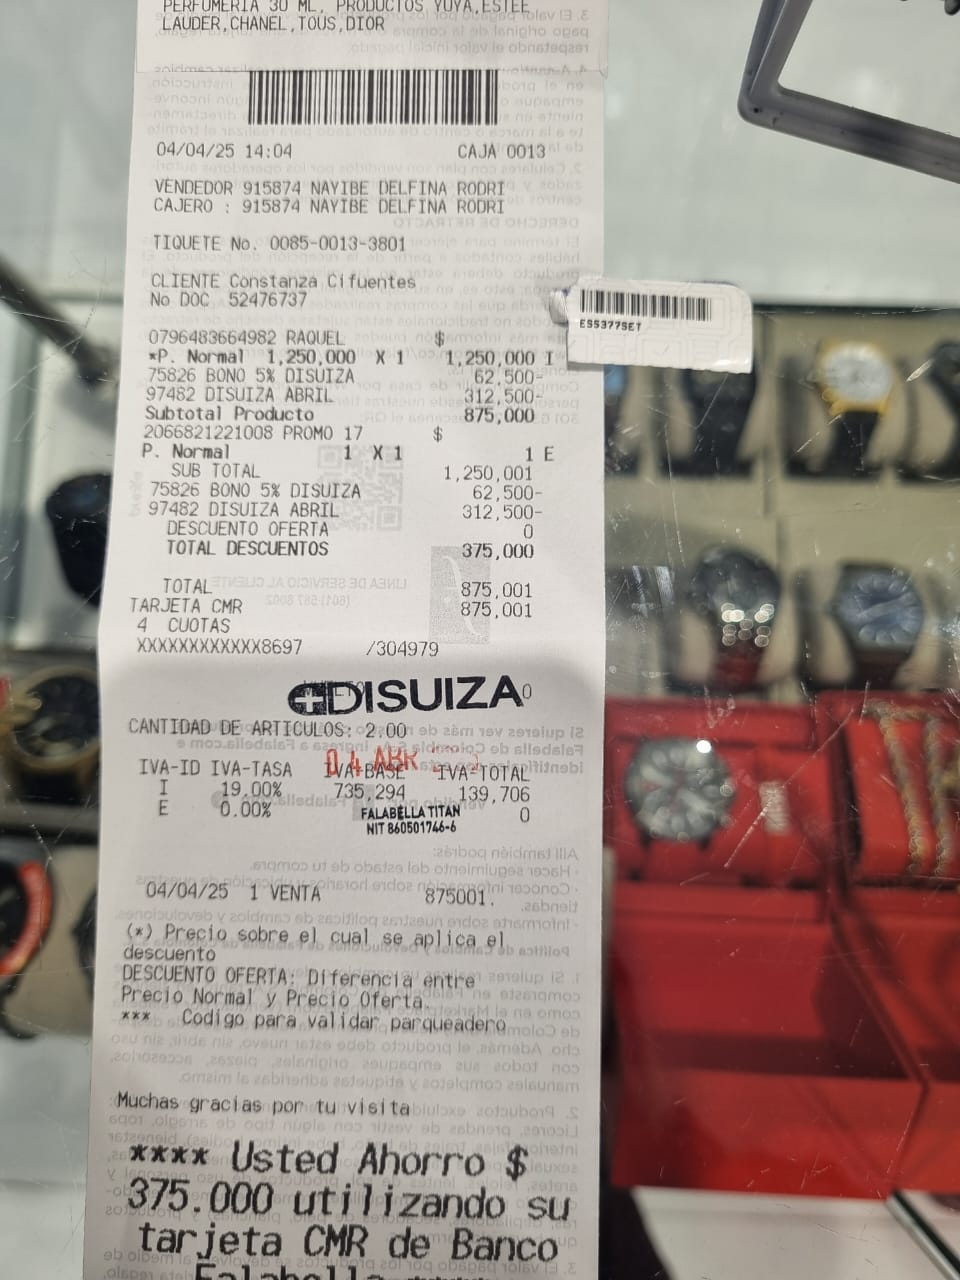 PERFUMERIA 30 ML. PRODUCTOS YUYA,ESTEE
LAUDER,CHANEL,TOUS,DIOR
04/04/25 14:04 CAJA 0013
VENDEDOR 915874 NAYIBE DELFINA RODRI
CAJERO : 915874 NAYIBE DELFINA RODRI
TIQUETE No. 0085-0013-3801
CLIENTE Constanza Cifuentes
No DOC 52476737
ES5377SET
0796483664982 RAQUEL $
*P. Normal 1,250,000 X 1 1,250,000 I
75826 BONO 5% DISUIZA 62,500-
97482 DISUIZA ABRIL 312,500-
Subtotal Producto 875,000
2066821221008 PROMO 17 $
P. Normal 1 X 1 1 E
SUB TOTAL 1,250,001
75826 BONO 5% DISUIZA 62,500-
97482 DISUIZA ABRIL 312,500-
DESCUENTO OFERTA 0
TOTAL DESCUENTOS 375,000
TOTAL 875,001
TARJETA CMR 875,001
4 CUOTAS
XXXXXXXXXXXX8697 /304979
DISUIZA 0
CANTIDAD DE ARTICULOS: 2.00
04 ABR
IVA-ID IVA-TASA IVA-BASE IVA-TOTAL
I 19.00% 735,294 139,706
E 0.00% 0
FALABELLA TITAN
NIT 860501746-6
04/04/25 1 VENTA 875001.
(*) Precio sobre el cual se aplica el
descuento
DESCUENTO OFERTA: Diferencia entre
Precio Normal y Precio Oferta.
*** Codigo para validar parqueadero
Muchas gracias por tu visita
**** Usted Ahorro $
375.000 utilizando su
tarjeta CMR de Banco
Falabella ****